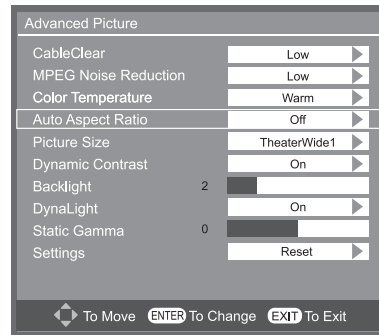 Advanced Picture
CableClear Low
MPEG Noise Reduction Low
Color Temperature Warm
Auto Aspect Ratio Off
Picture Size TheaterWide1
Dynamic Contrast On
Backlight 2
DynaLight On
Static Gamma 0
Settings Reset
To Move ENTER To Change EXIT To Exit